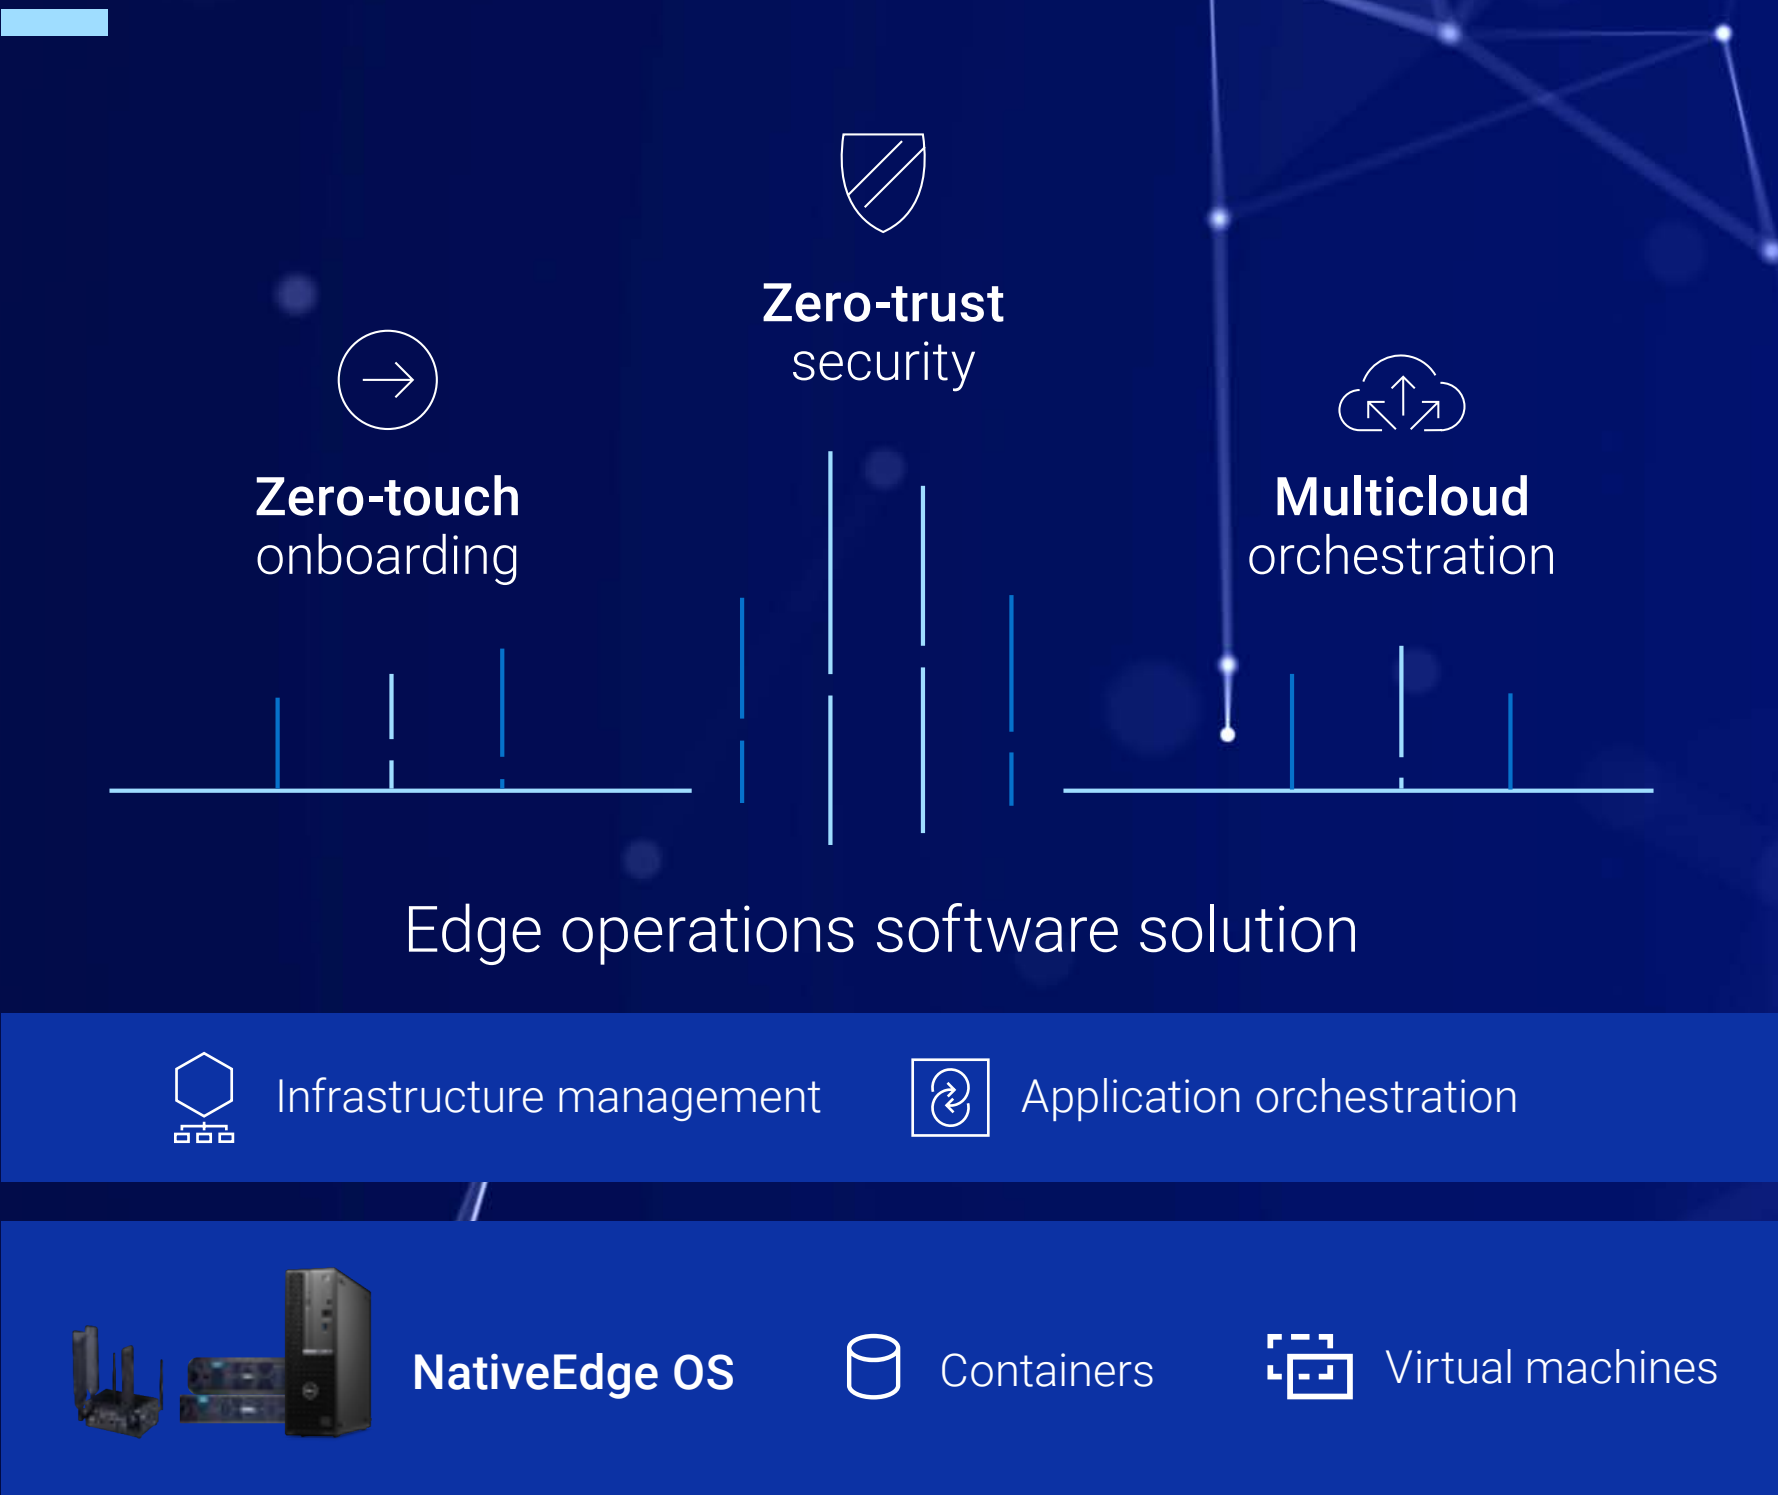 Zero-trust
security
Zero-touch
onboarding
Multicloud
orchestration
Edge operations software solution
Infrastructure management
Application orchestration
NativeEdge OS
Containers
Virtual machines